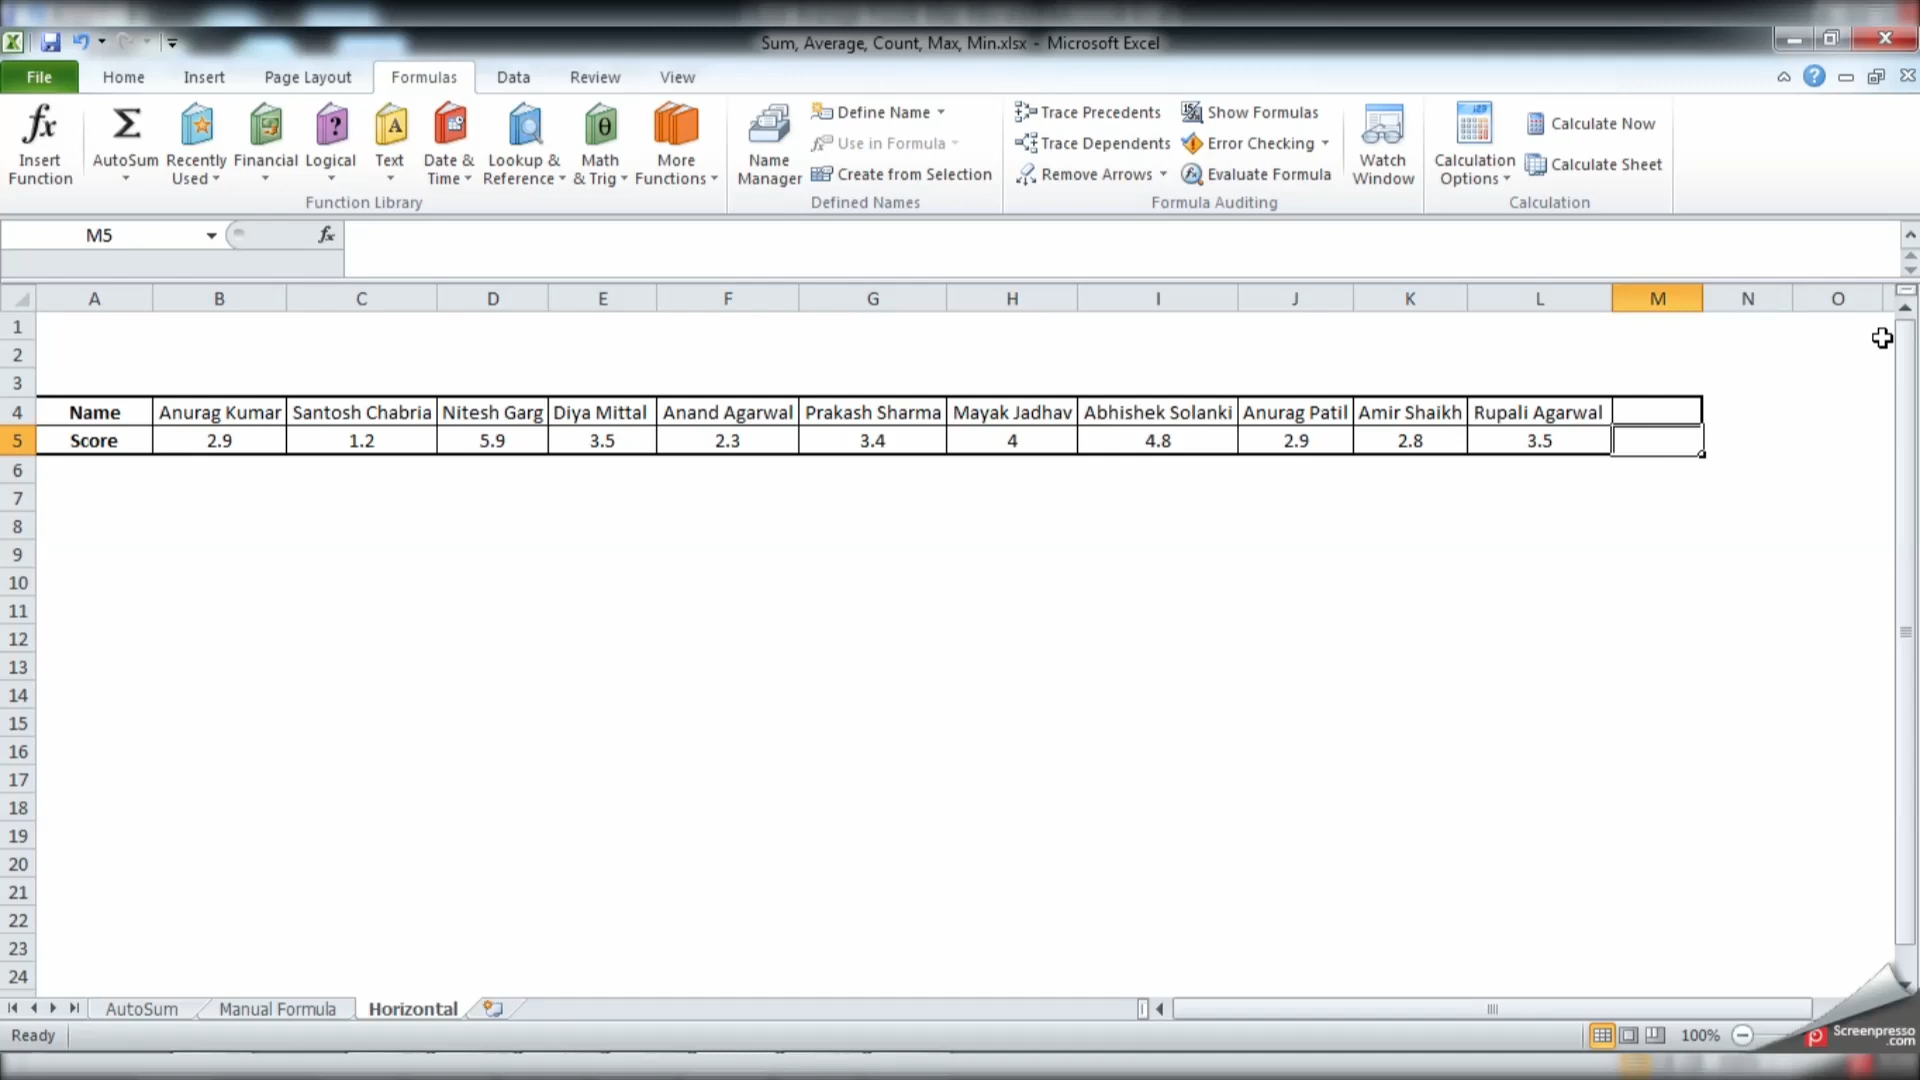 Sum, Average, Count, Max, Min.xlsx - Microsoft Excel
File Home Insert Page Layout Formulas Data Review View
fx Insert Function
Σ AutoSum
Recently Used
Financial
Logical
Text
Date & Time
Lookup & Reference
Math & Trig
More Functions
Function Library
Name Manager
Define Name
Use in Formula
Create from Selection
Defined Names
Trace Precedents
Trace Dependents
Remove Arrows
Show Formulas
Error Checking
Evaluate Formula
Formula Auditing
Watch Window
Calculation Options
Calculate Now
Calculate Sheet
Calculation
M5 fx
A B C D E F G H I J K L M N O
1
2
3
4 Name Anurag Kumar Santosh Chabria Nitesh Garg Diya Mittal Anand Agarwal Prakash Sharma Mayak Jadhav Abhishek Solanki Anurag Patil Amir Shaikh Rupali Agarwal
5 Score 2.9 1.2 5.9 3.5 2.3 3.4 4 4.8 2.9 2.8 3.5
6
7
8
9
10
11
12
13
14
15
16
17
18
19
20
21
22
23
24
AutoSum Manual Formula Horizontal
Ready 100%
Screenpresso
.com